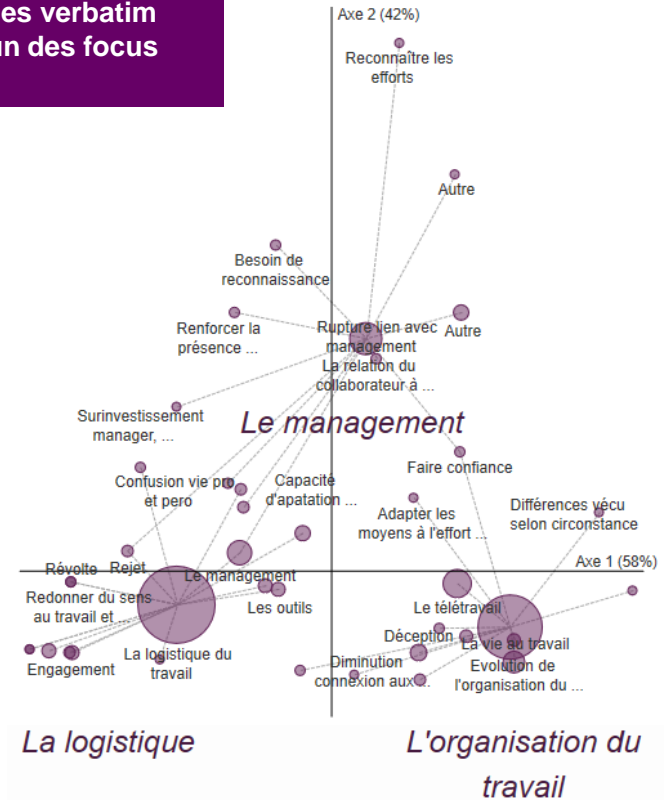 es verbatim
un des focus
Axe 2 (42%)
Reconnaître les
efforts
Autre
Besoin de
reconnaissance
Renforcer la
présence ...
Rupture lien avec
management
Autre
La relation du
collaborateur à ...
Surinvestissement
manager, ...
Le management
Faire confiance
Confusion vie pro
et pero
Capacité
d'apatation ...
Adapter les
moyens à l'effort ...
Différences vécu
selon circonstance
Axe 1 (58%)
Révolte
Rejet
Le management
Redonner du sens
au travail et ...
Les outils
Le télétravail
Déception
La vie au travail
Engagement
La logistique du
travail
Diminution
connexion aux ...
Evolution de
l'organisation du ...
La logistique
L'organisation du
travail